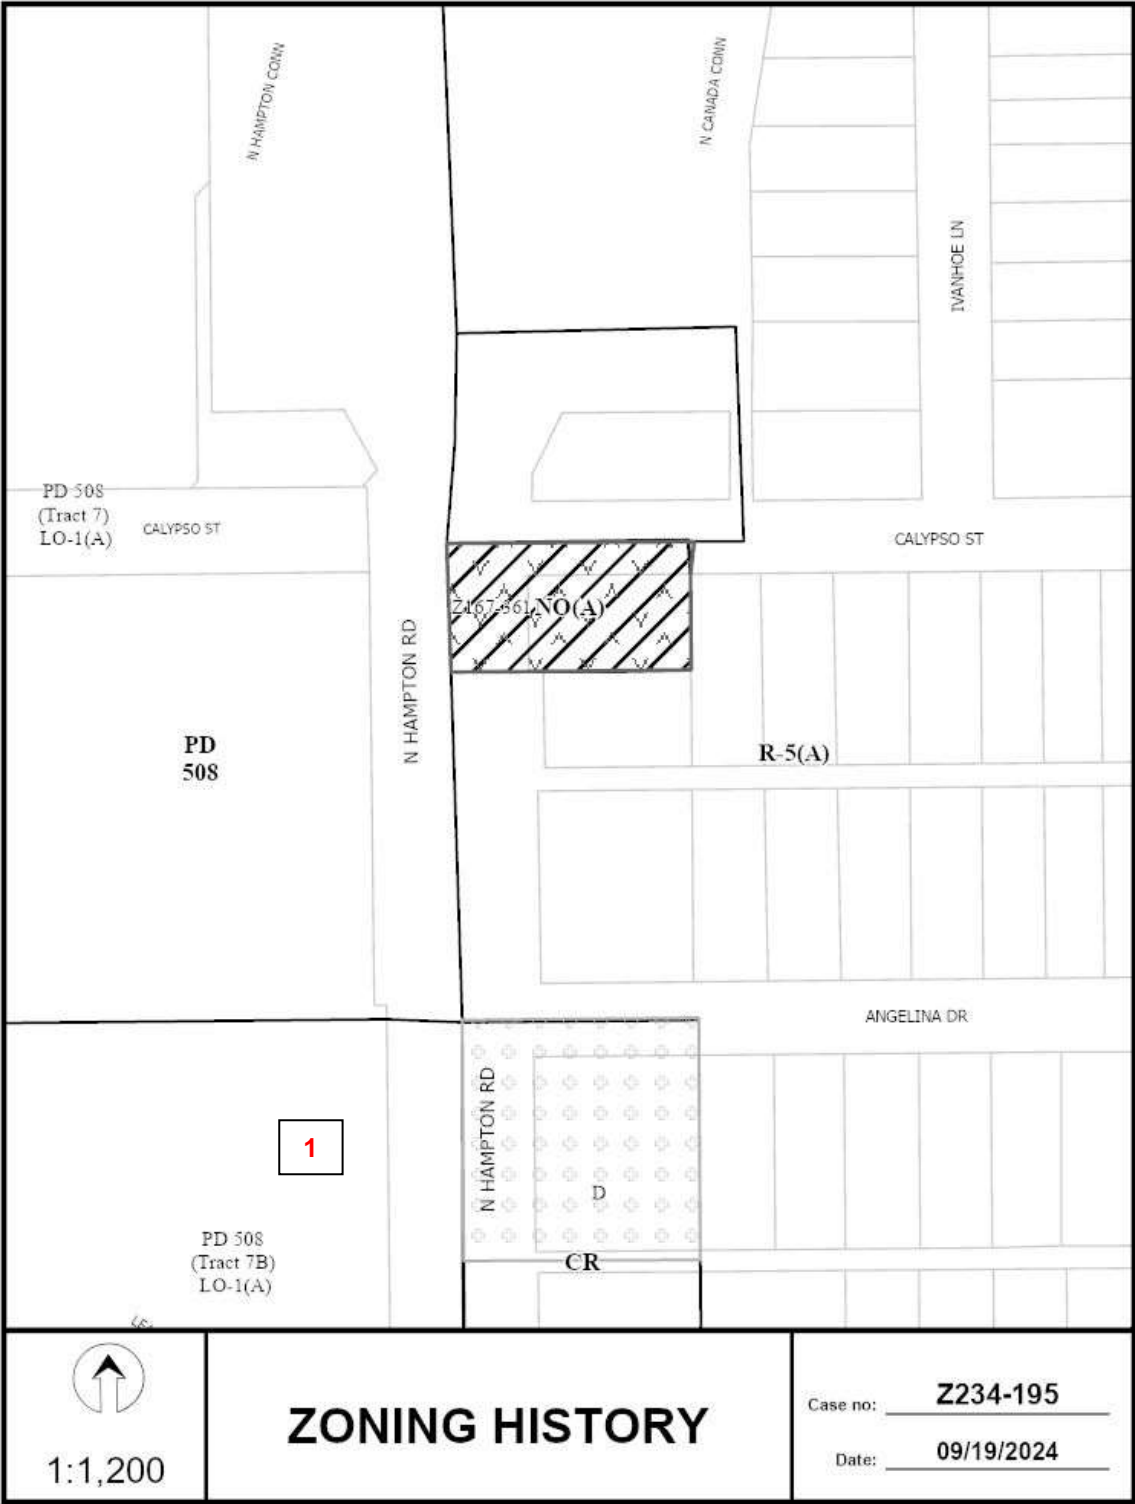 N HAMPTON CONN
N CANADA CONN
IVANHOE LN
PD 508
(Tract 7)
LO-1(A)
CALYPSO ST
CALYPSO ST
Z167-361
NO(A)
N HAMPTON RD
PD
508
R-5(A)
ANGELINA DR
N HAMPTON RD
1
D
PD 508
(Tract 7B)
LO-1(A)
CR
1:1,200
ZONING HISTORY
Case no: Z234-195
Date: 09/19/2024